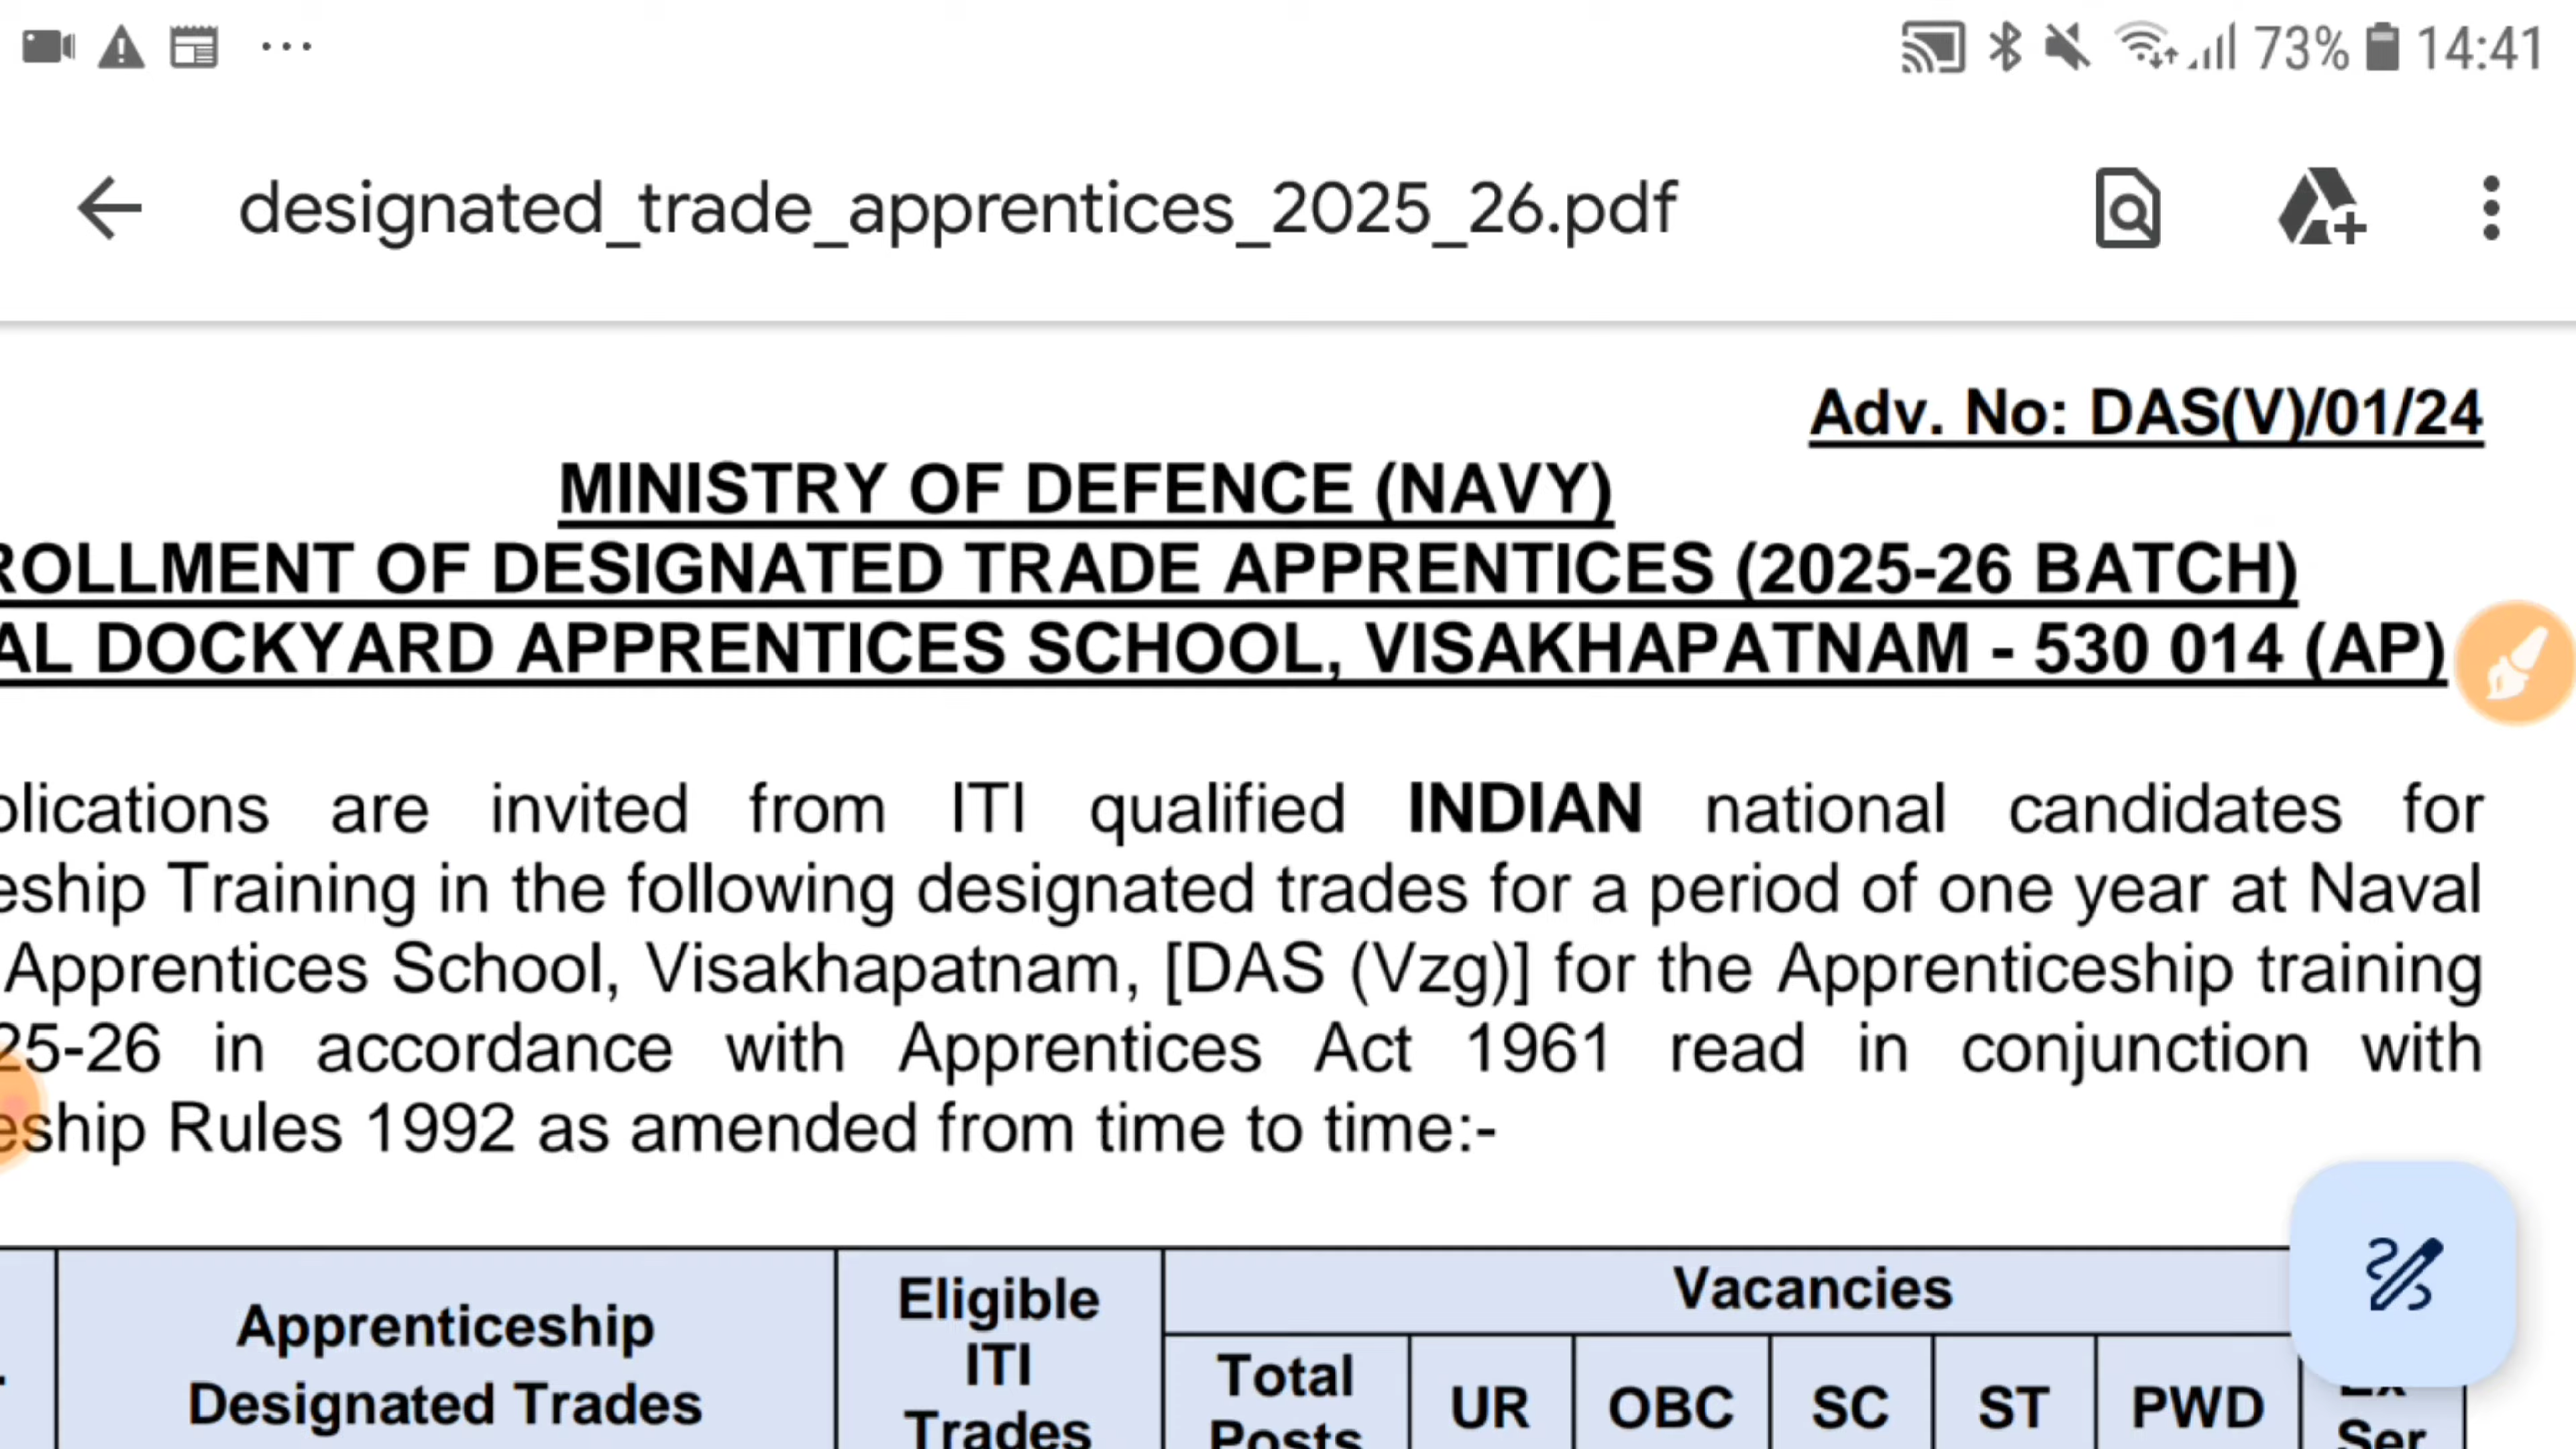 73% 14:41
designated_trade_apprentices_2025_26.pdf
Adv. No: DAS(V)/01/24
MINISTRY OF DEFENCE (NAVY)
ROLLMENT OF DESIGNATED TRADE APPRENTICES (2025-26 BATCH)
AL DOCKYARD APPRENTICES SCHOOL, VISAKHAPATNAM - 530 014 (AP)
plications are invited from ITI qualified INDIAN national candidates for
eship Training in the following designated trades for a period of one year at Naval
Apprentices School, Visakhapatnam, [DAS (Vzg)] for the Apprenticeship training
25-26 in accordance with Apprentices Act 1961 read in conjunction with
eship Rules 1992 as amended from time to time:-
Apprenticeship
Designated Trades
Eligible
ITI
Trades
Vacancies
Total
Posts
UR
OBC
SC
ST
PWD
Ex
Ser